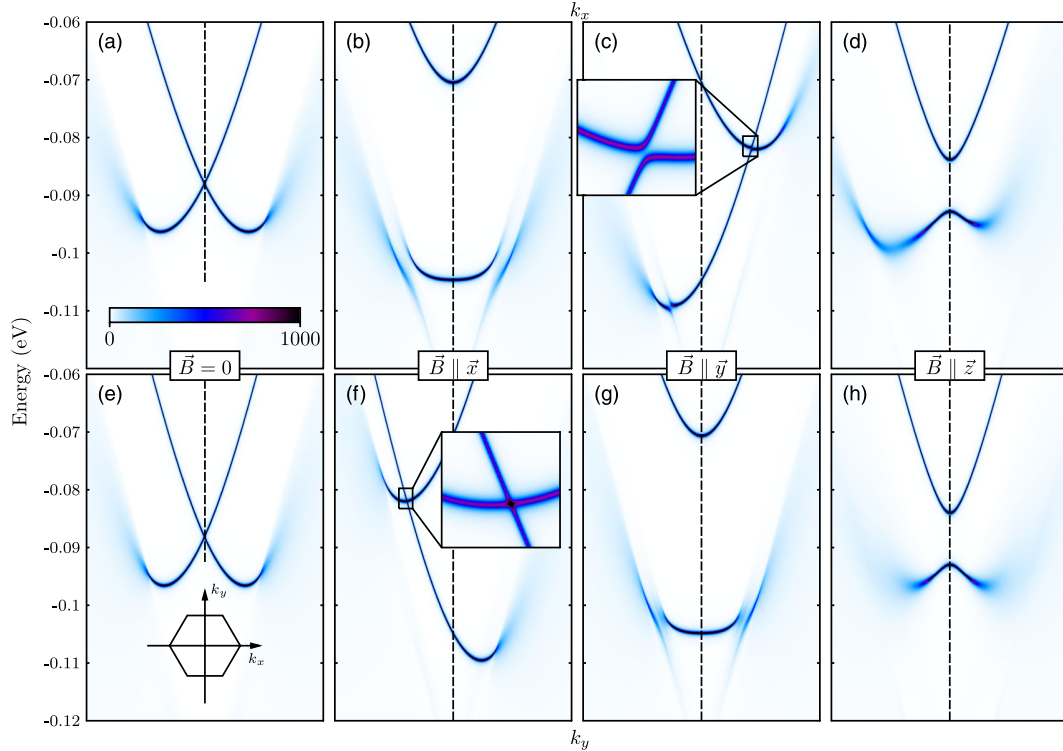 k_x
(a)
(b)
(c)
(d)
-0.06
-0.07
-0.08
-0.09
-0.1
-0.11
0
1000
Energy (eV)
B⃗ = 0
B⃗ ∥ x⃗
B⃗ ∥ y⃗
B⃗ ∥ z⃗
(e)
(f)
(g)
(h)
-0.06
-0.07
-0.08
-0.09
-0.1
-0.11
-0.12
k_y
k_x
k_y